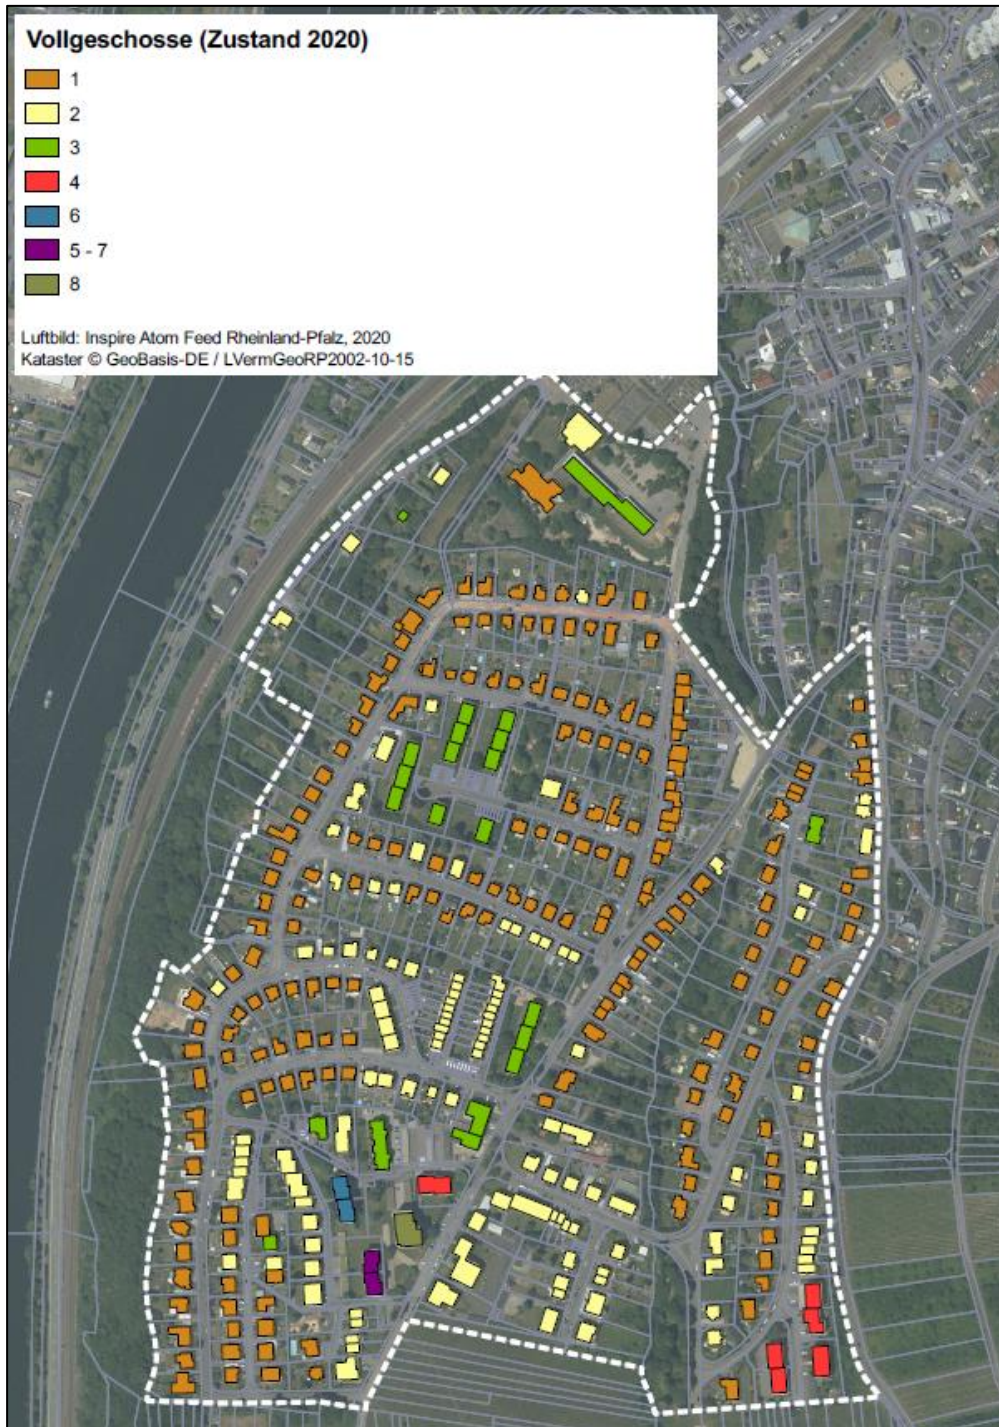 Vollgeschosse (Zustand 2020)
1
2
3
4
6
5 - 7
8
Luftbild: Inspire Atom Feed Rheinland-Pfalz, 2020
Kataster © GeoBasis-DE / LVermGeoRP2002-10-15